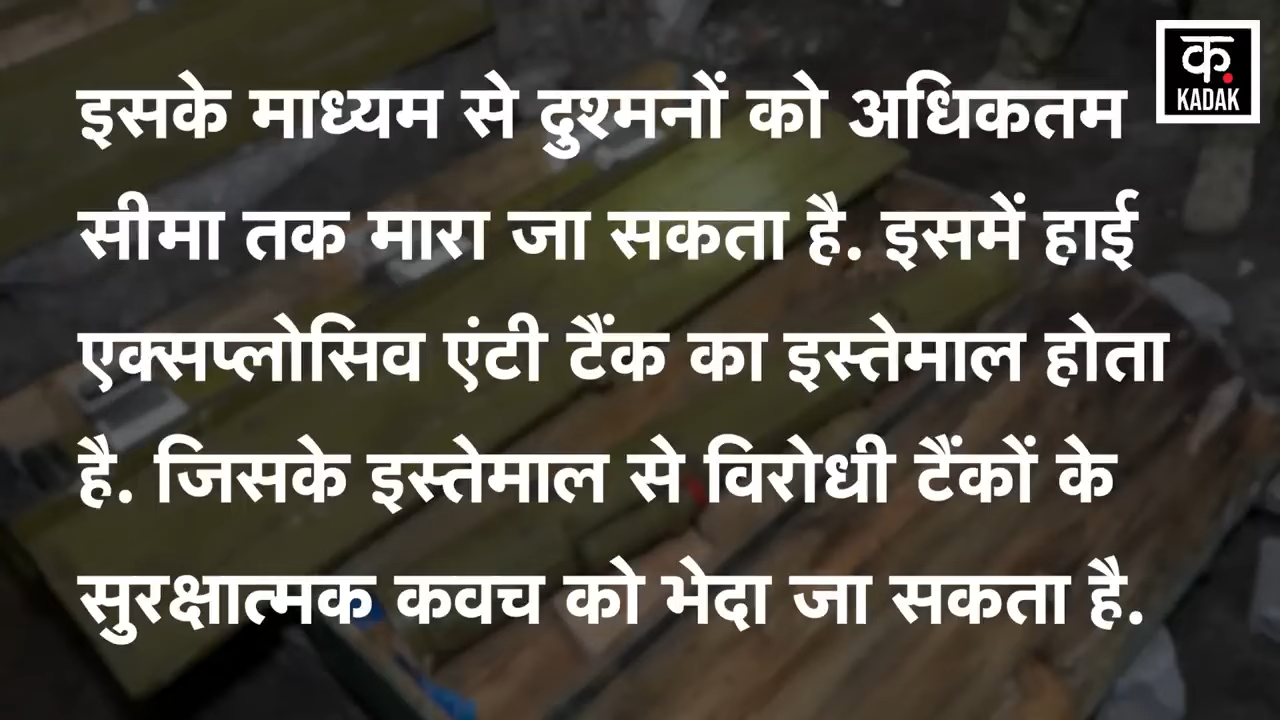 क
KADAK
इसके माध्यम से दुश्मनों को अधिकतम
सीमा तक मारा जा सकता है. इसमें हाई
एक्सप्लोसिव एंटी टैंक का इस्तेमाल होता
है. जिसके इस्तेमाल से विरोधी टैंकों के
सुरक्षात्मक कवच को भेदा जा सकता है.